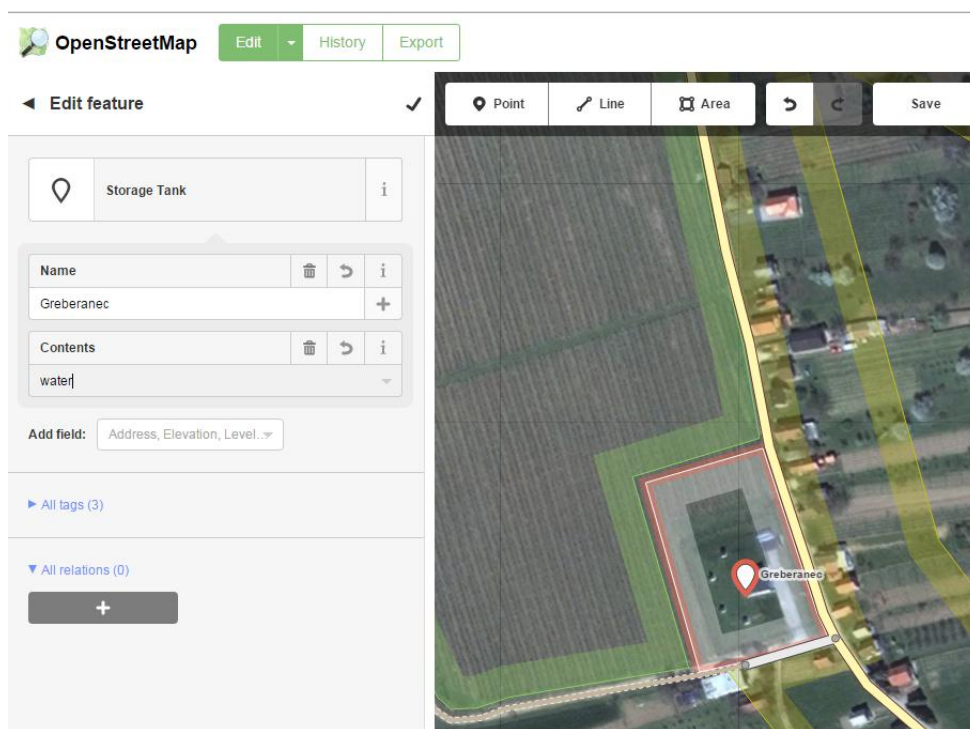 OpenStreetMap
Edit
History
Export
Edit feature
Point
Line
Area
Save
Storage Tank
i
Name
i
Greberanec
+
Contents
i
water
Add field:
Address, Elevation, Level..
All tags (3)
All relations (0)
+
Greberanec